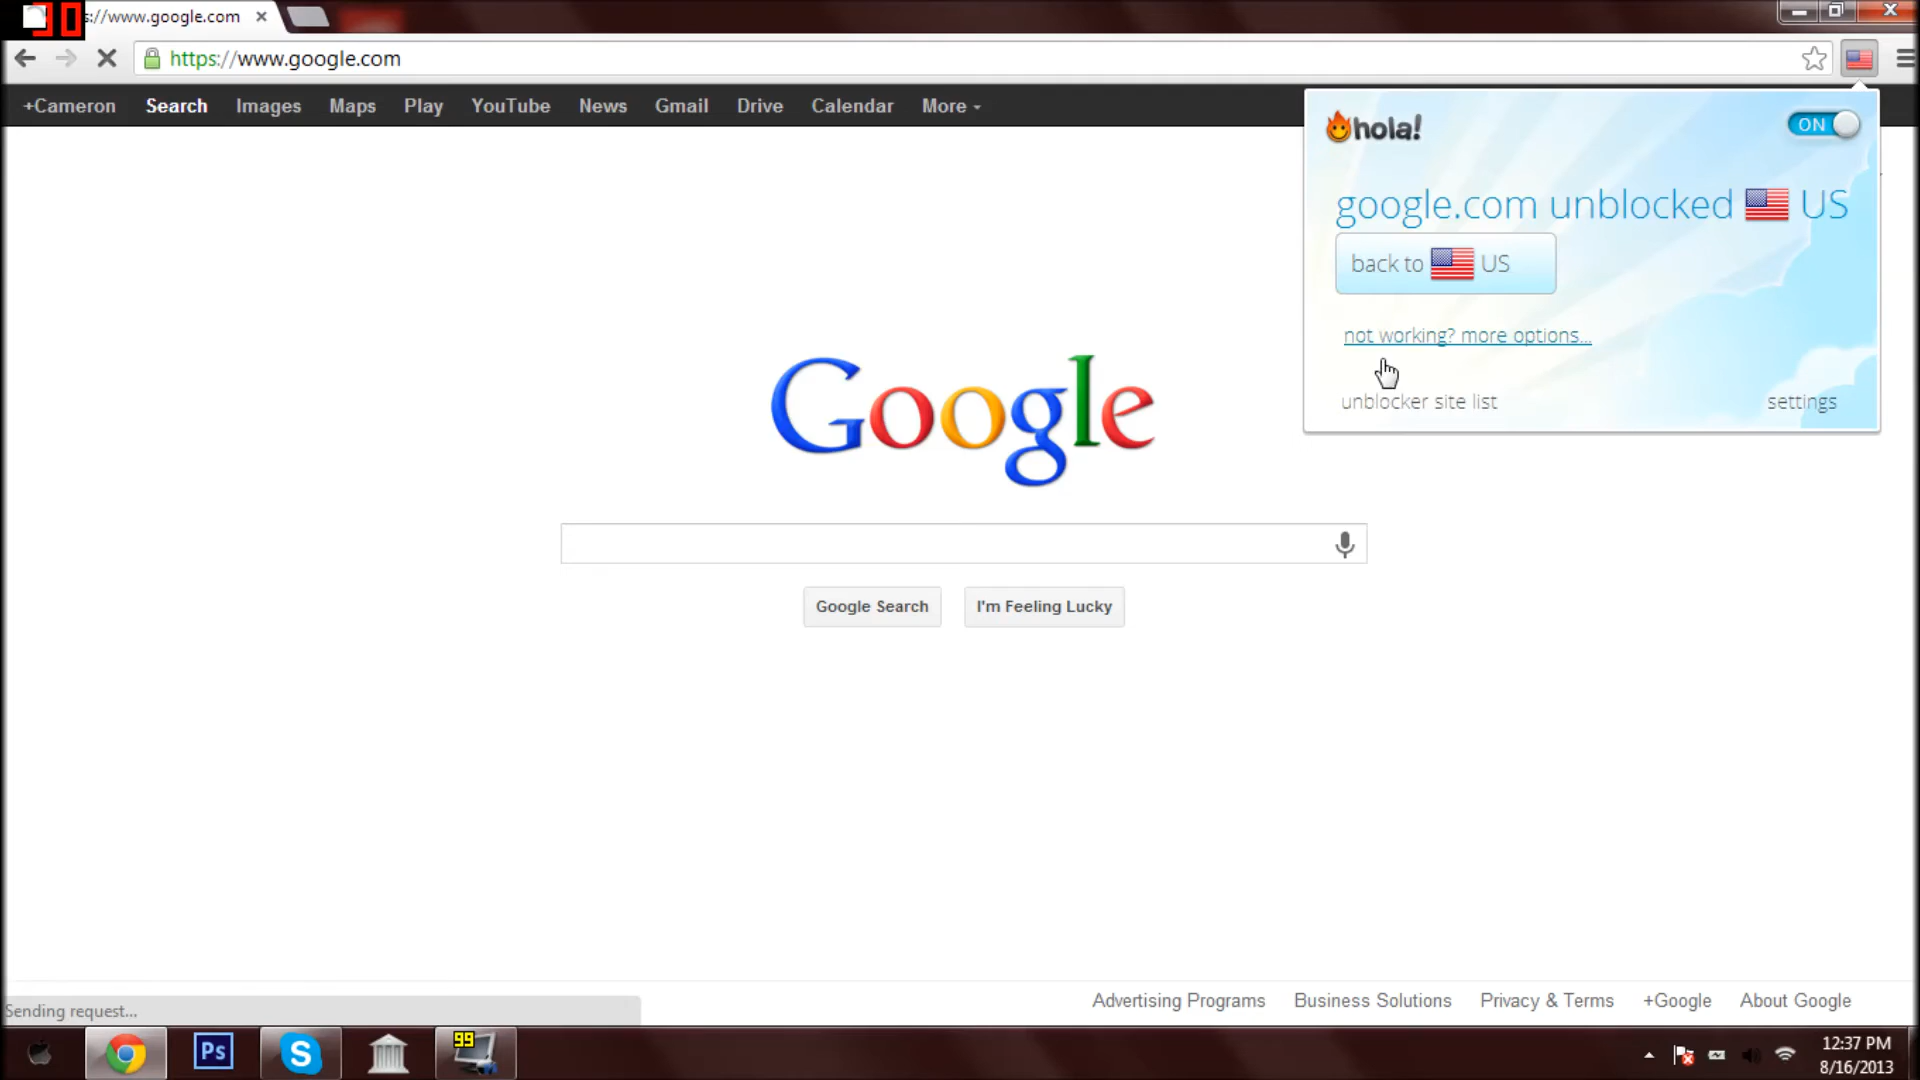 30
://www.google.com
https://www.google.com
+Cameron Search Images Maps Play YouTube News Gmail Drive Calendar More
hola!
ON
google.com unblocked US
back to US
not working? more options...
unblocker site list settings
Google
Google Search I'm Feeling Lucky
Advertising Programs Business Solutions Privacy & Terms +Google About Google
Sending request...
Ps
S
99
12:37 PM
8/16/2013